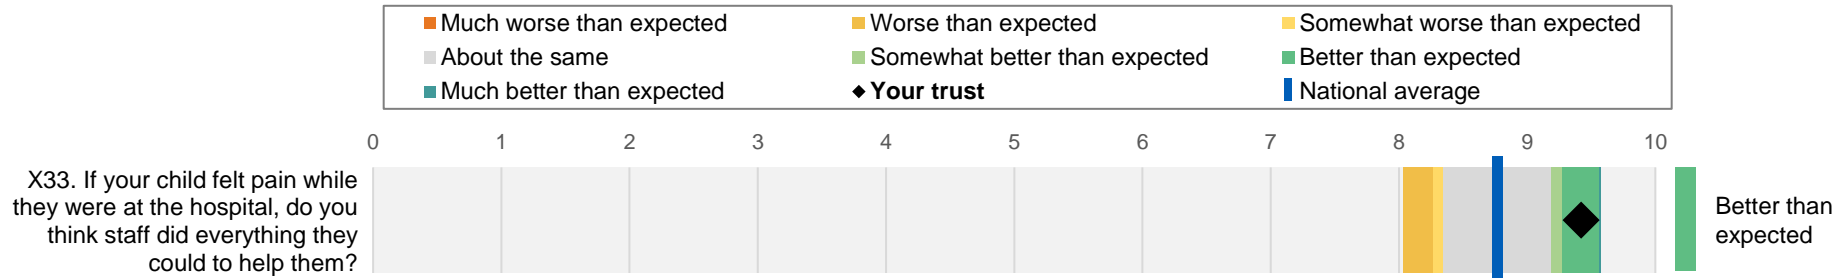 Much worse than expected
Worse than expected
Somewhat worse than expected
About the same
Somewhat better than expected
Better than expected
Much better than expected
Your trust
National average
0 1 2 3 4 5 6 7 8 9 10
X33. If your child felt pain while
they were at the hospital, do you
think staff did everything they
could to help them?
Better than
expected